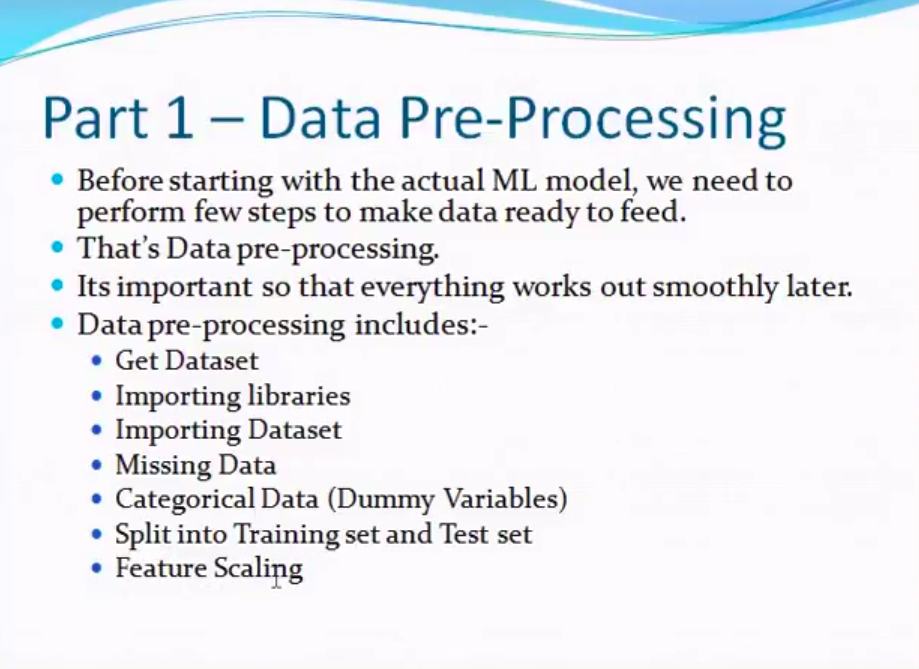 Part 1 – Data Pre-Processing
Before starting with the actual ML model, we need to
perform few steps to make data ready to feed.
That's Data pre-processing.
Its important so that everything works out smoothly later.
Data pre-processing includes:-
Get Dataset
Importing libraries
Importing Dataset
Missing Data
Categorical Data (Dummy Variables)
Split into Training set and Test set
Feature Scaling